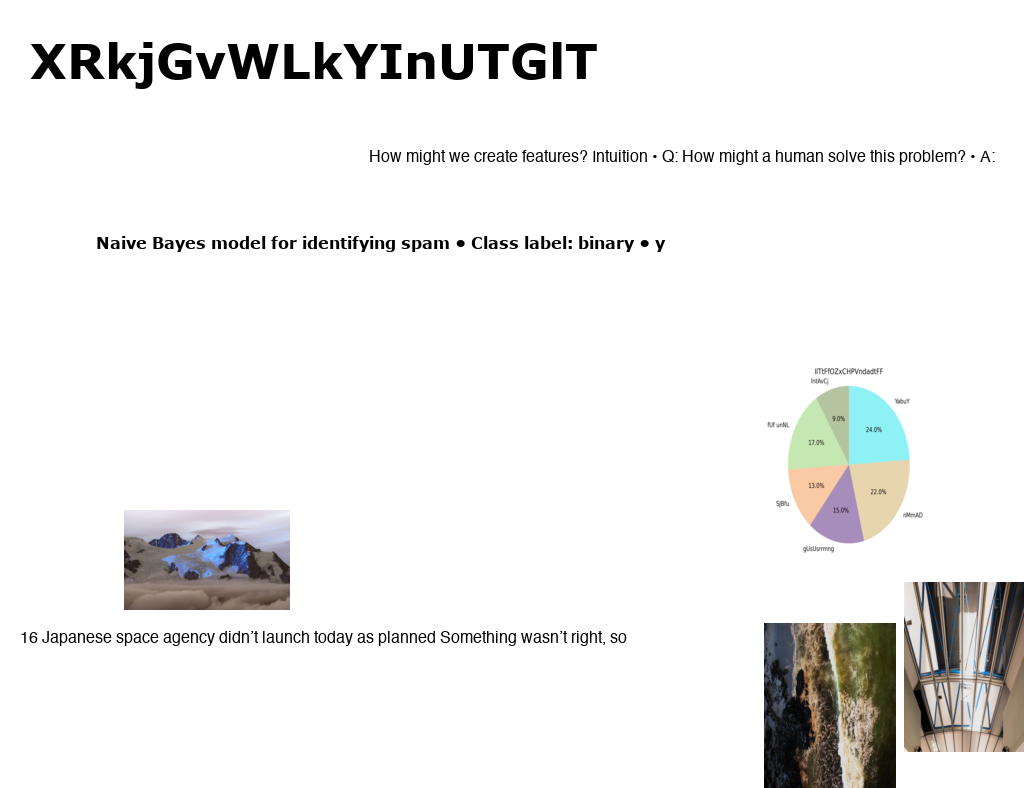 XRkjGvWLkYInUTGlT
How might we create features? Intuition • Q: How might a human solve this problem? • A:
Naive Bayes model for identifying spam ● Class label: binary ● y
IntAvCj
YabuY
9.0%
24.0%
fUf unNL
17.0%
13.0%
22.0%
SjBfu
15.0%
nMmAD
16 Japanese space agency didn’t launch today as planned Something wasn’t right, so